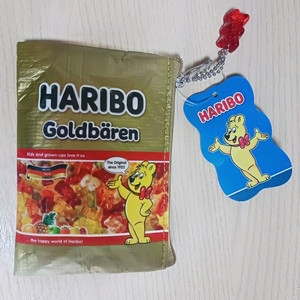 HARIBO
Goldbären
Kids and grown-ups love it so
The Original
since 1922
... the happy world of Haribo!
HARIBO